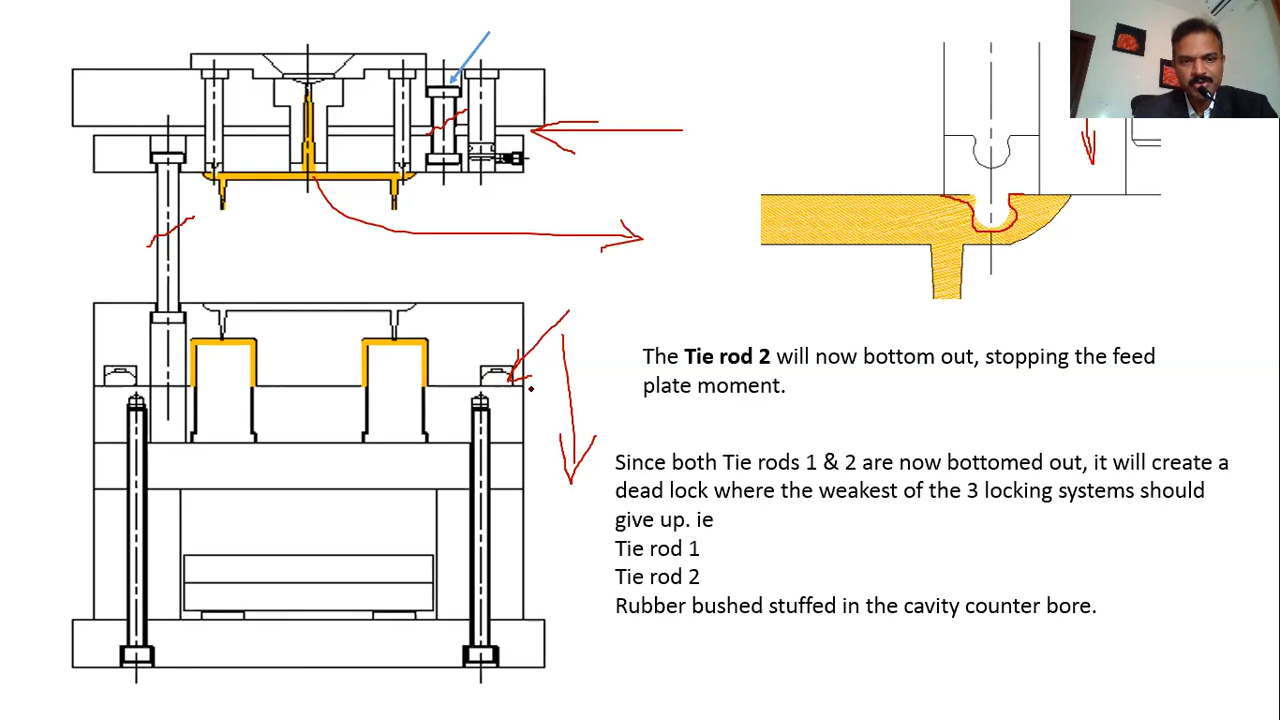 The Tie rod 2 will now bottom out, stopping the feed
plate moment.
Since both Tie rods 1 & 2 are now bottomed out, it will create a
dead lock where the weakest of the 3 locking systems should
give up. ie
Tie rod 1
Tie rod 2
Rubber bushed stuffed in the cavity counter bore.